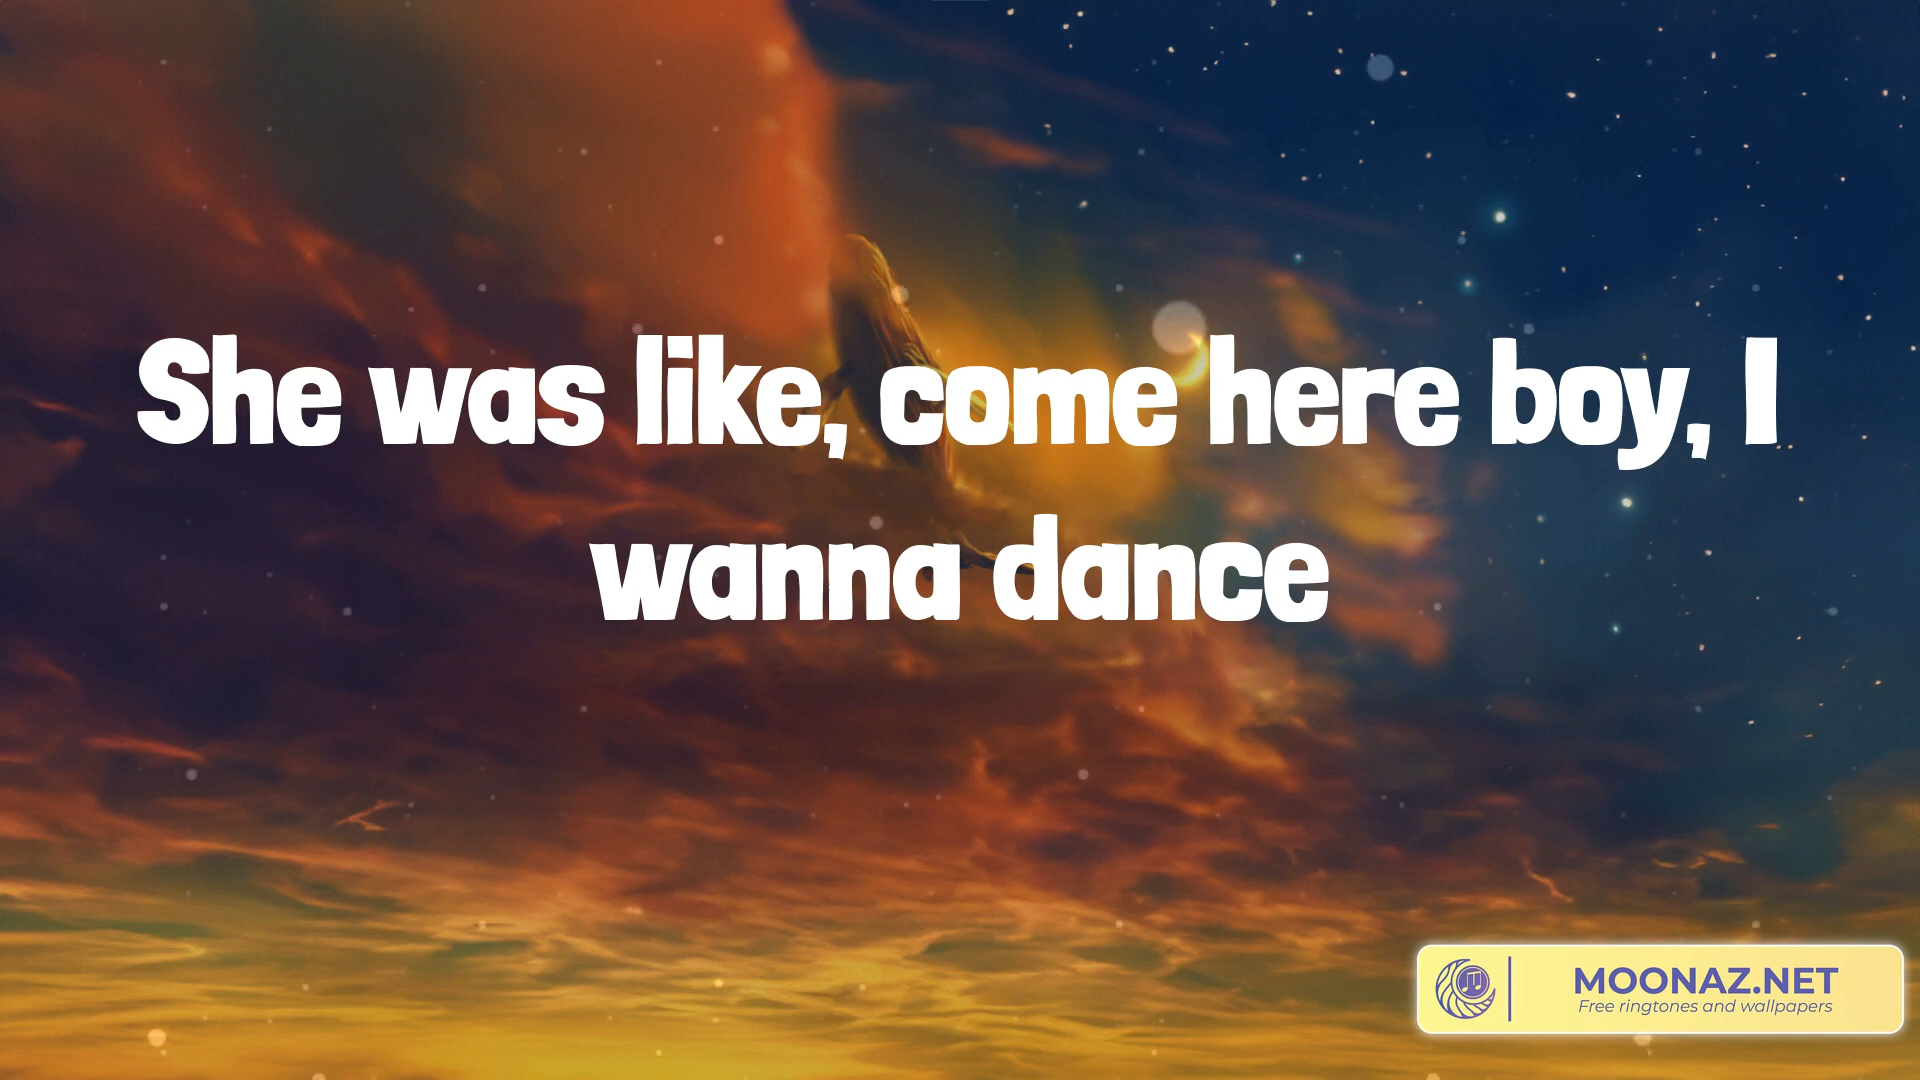 She was like, come here boy, I
wanna dance
MOONAZ.NET
Free ringtones and wallpapers